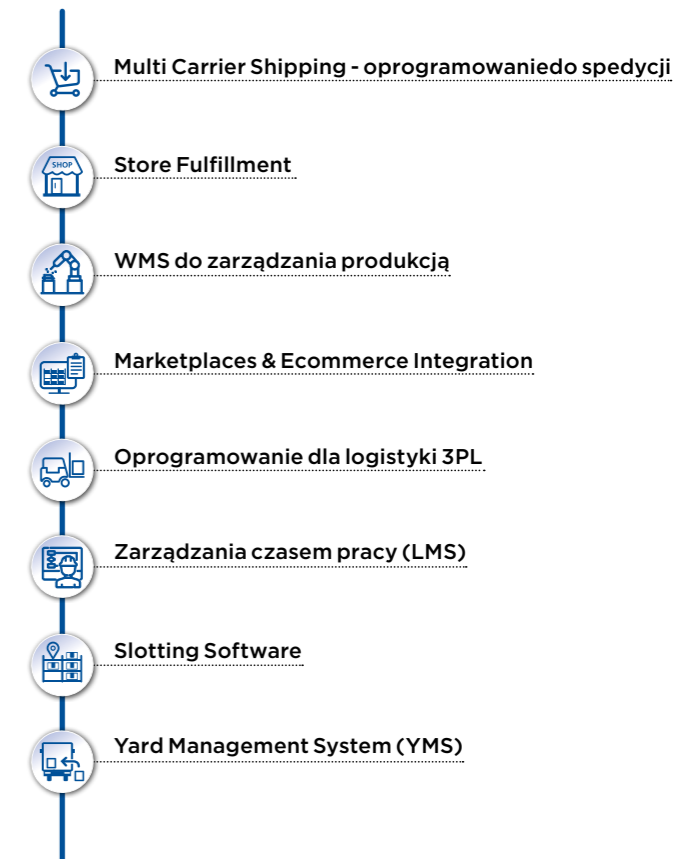 Multi Carrier Shipping - oprogramowaniedo spedycji
SHOP
Store Fulfillment
WMS do zarządzania produkcją
Marketplaces & Ecommerce Integration
Oprogramowanie dla logistyki 3PL
Zarządzania czasem pracy (LMS)
Slotting Software
Yard Management System (YMS)